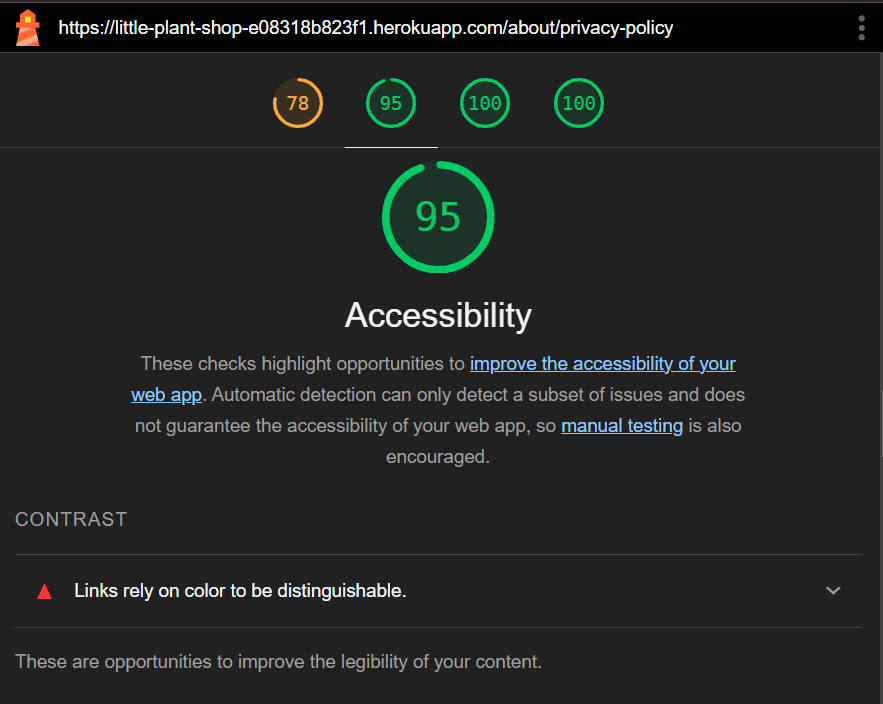 https://little-plant-shop-e08318b823f1.herokuapp.com/about/privacy-policy
78 95 100 100
95
Accessibility
These checks highlight opportunities to improve the accessibility of your
web app. Automatic detection can only detect a subset of issues and does
not guarantee the accessibility of your web app, so manual testing is also
encouraged.
CONTRAST
Links rely on color to be distinguishable.
These are opportunities to improve the legibility of your content.